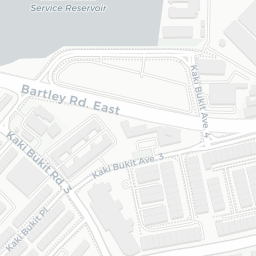 Service Reservoir
Bartley Rd. East
Kaki Bukit Ave. 4
Kaki Bukit Ave. 3
Kaki Bukit Rd. 3
Kaki Bukit Pl